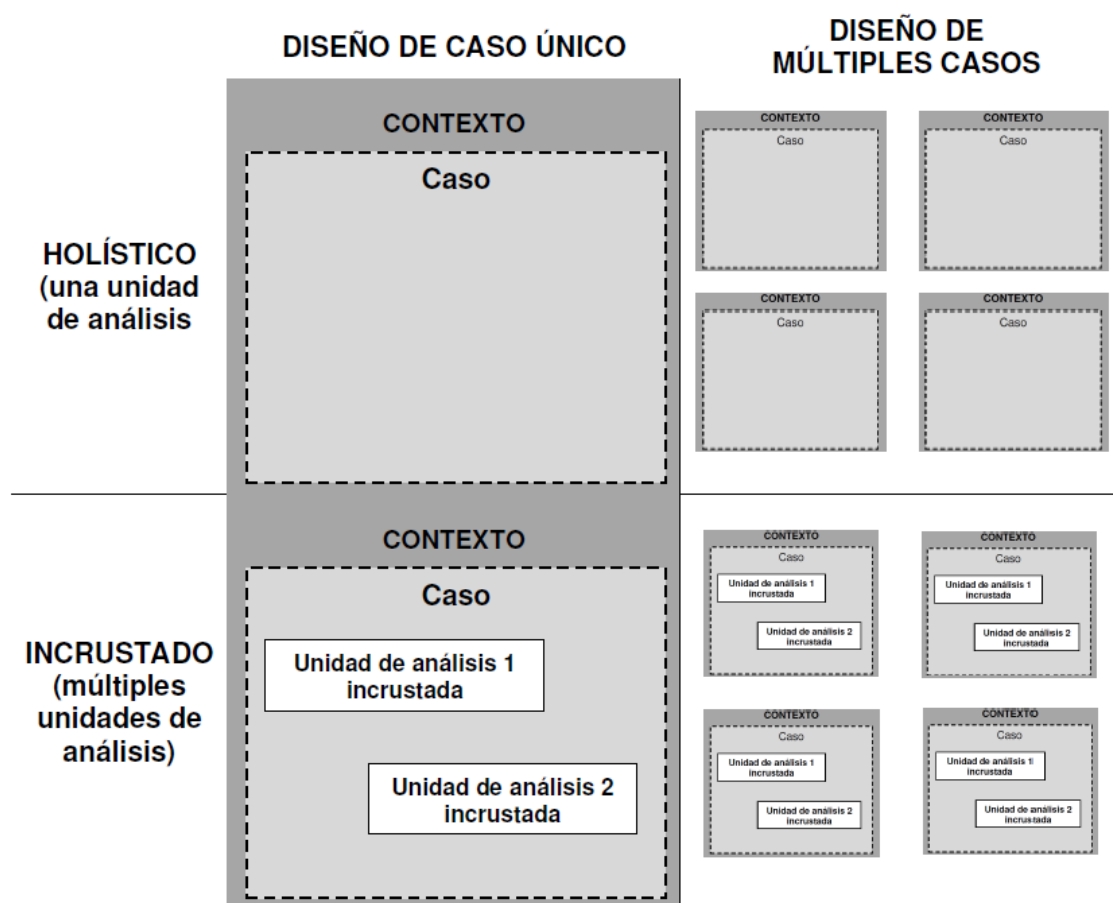 DISEÑO DE CASO ÚNICO
DISEÑO DE
MÚLTIPLES CASOS
HOLÍSTICO
(una unidad
de análisis
CONTEXTO
Caso
CONTEXTO
Caso
CONTEXTO
Caso
CONTEXTO
Caso
CONTEXTO
Caso
INCRUSTADO
(múltiples
unidades de
análisis)
CONTEXTO
Caso
Unidad de análisis 1
incrustada
Unidad de análisis 2
incrustada
CONTEXTO
Caso
Unidad de análisis 1
incrustada
Unidad de análisis 2
incrustada
CONTEXTO
Caso
Unidad de análisis 1
incrustada
Unidad de análisis 2
incrustada
CONTEXTO
Caso
Unidad de análisis 1
incrustada
Unidad de análisis 2
incrustada
CONTEXTO
Caso
Unidad de análisis 1
incrustada
Unidad de análisis 2
incrustada